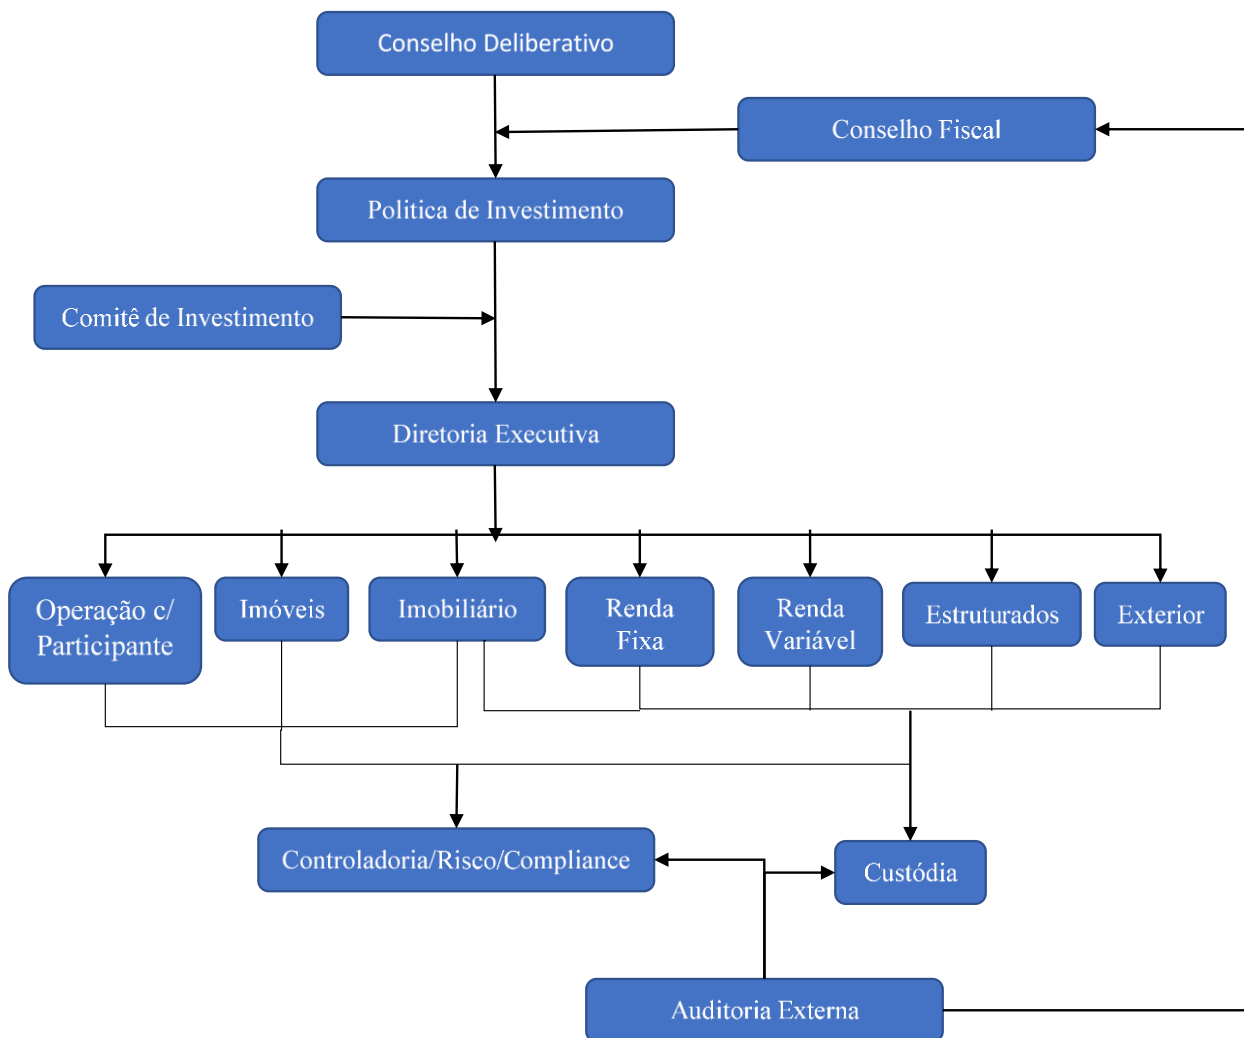 Conselho Deliberativo
Conselho Fiscal
Politica de Investimento
Comitê de Investimento
Diretoria Executiva
Operação c/
Participante
Imóveis
Imobiliário
Renda
Fixa
Renda
Variável
Estruturados
Exterior
Controladoria/Risco/Compliance
Custódia
Auditoria Externa